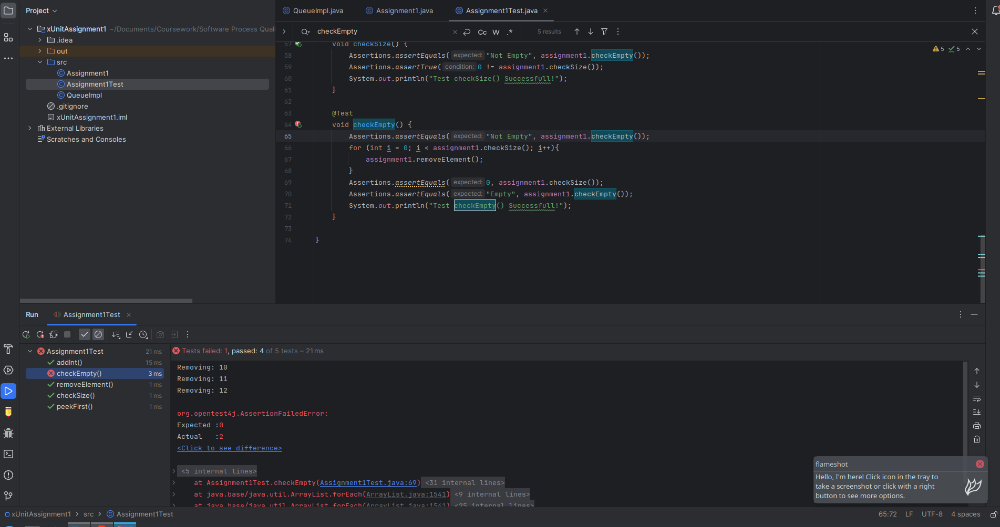 Project
QueueImpl.java
Assignment1.java
Assignment1Test.java
xUnitAssignment1 ~/Documents/Coursework/Software Process Quali
.idea
out
src
Assignment1
Assignment1Test
QueueImpl
.gitignore
xUnitAssignment1.iml
External Libraries
Scratches and Consoles
checkEmpty
Cc W .*
5 results
5 5
57 void checkSize() {
58 Assertions.assertEquals( expected: "Not Empty", assignment1.checkEmpty());
59 Assertions.assertTrue( condition: 0 != assignment1.checkSize());
60 System.out.println("Test checkSize() Successfull!");
61 }
62
63 @Test
64 void checkEmpty() {
65 Assertions.assertEquals( expected: "Not Empty", assignment1.checkEmpty());
66 for (int i = 0; i < assignment1.checkSize(); i++){
67 assignment1.removeElement();
68 }
69 Assertions.assertEquals( expected: 0, assignment1.checkSize());
70 Assertions.assertEquals( expected: "Empty", assignment1.checkEmpty());
71 System.out.println("Test checkEmpty() Successfull!");
72 }
73
74 }
Run
Assignment1Test
Assignment1Test 21 ms
addInt() 15 ms
checkEmpty() 3 ms
removeElement() 1 ms
checkSize() 1 ms
peekFirst() 1 ms
Tests failed: 1, passed: 4 of 5 tests – 21 ms
Removing: 10
Removing: 11
Removing: 12
org.opentest4j.AssertionFailedError:
Expected :0
Actual   :2
<Click to see difference>
<5 internal lines>
at Assignment1Test.checkEmpty(Assignment1Test.java:69) <31 internal lines>
at java.base/java.util.ArrayList.forEach(ArrayList.java:1541) <9 internal lines>
at java.base/java.util.ArrayList.forEach(ArrayList.java:1541) <25 internal lines>
flameshot
Hello, I'm here! Click icon in the tray to
take a screenshot or click with a right
button to see more options.
xUnitAssignment1 > src > Assignment1Test
65:72 LF UTF-8 4 spaces